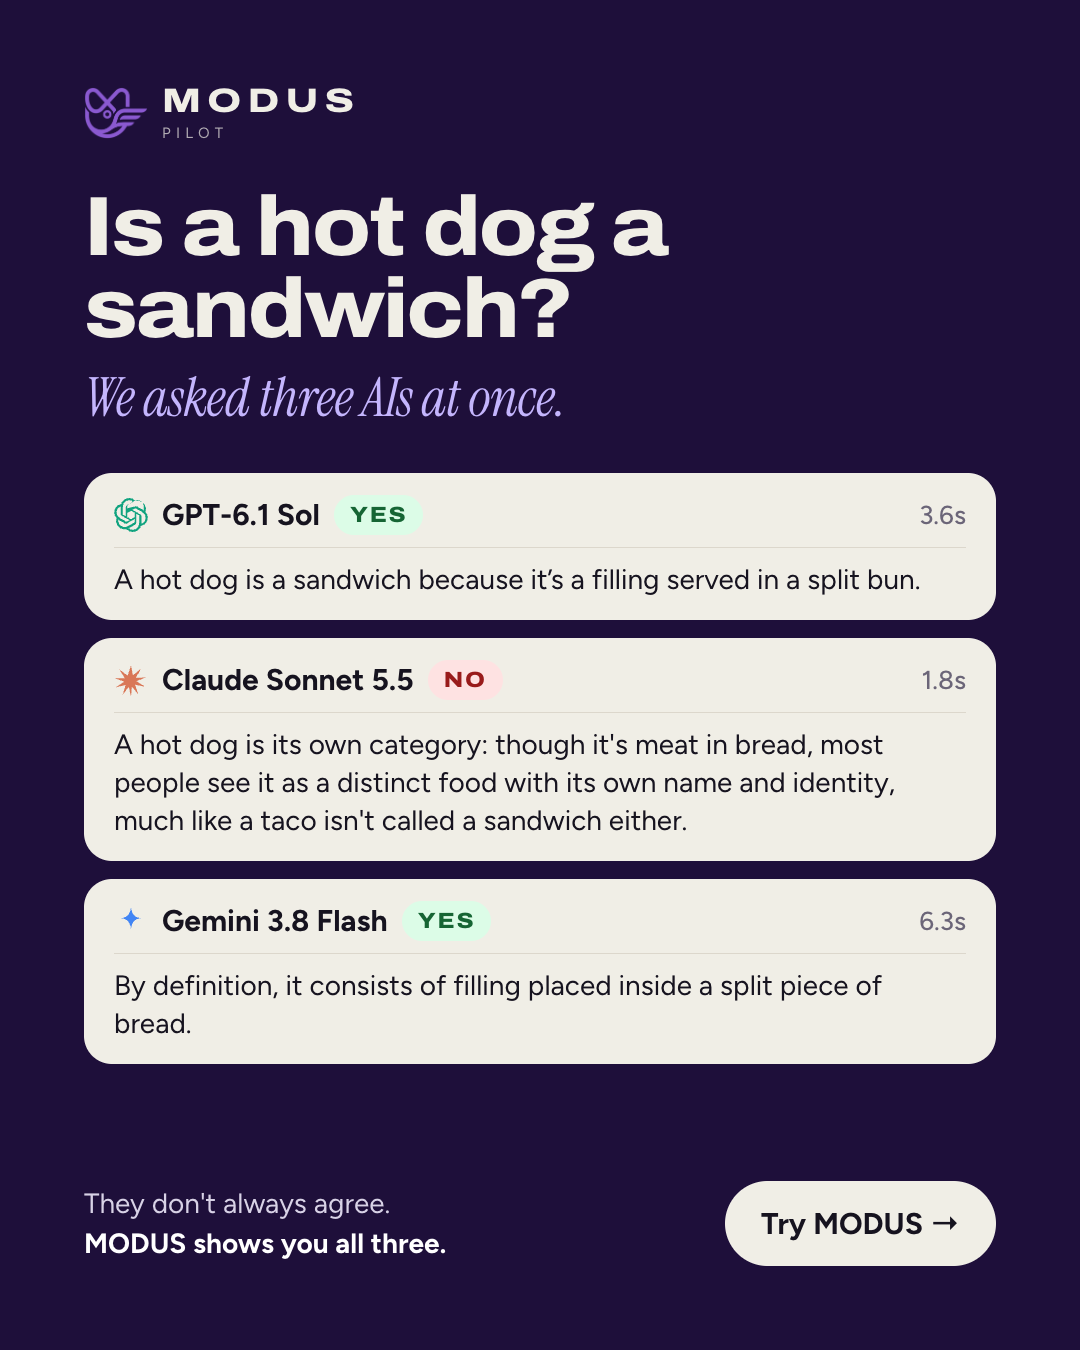 MODUS
PILOT
Is a hot dog a
sandwich?
We asked three AIs at once.
GPT-6.1 Sol YES 3.6s
A hot dog is a sandwich because it’s a filling served in a split bun.
Claude Sonnet 5.5 NO 1.8s
A hot dog is its own category: though it's meat in bread, most
people see it as a distinct food with its own name and identity,
much like a taco isn't called a sandwich either.
Gemini 3.8 Flash YES 6.3s
By definition, it consists of filling placed inside a split piece of
bread.
They don't always agree.
MODUS shows you all three.
Try MODUS →